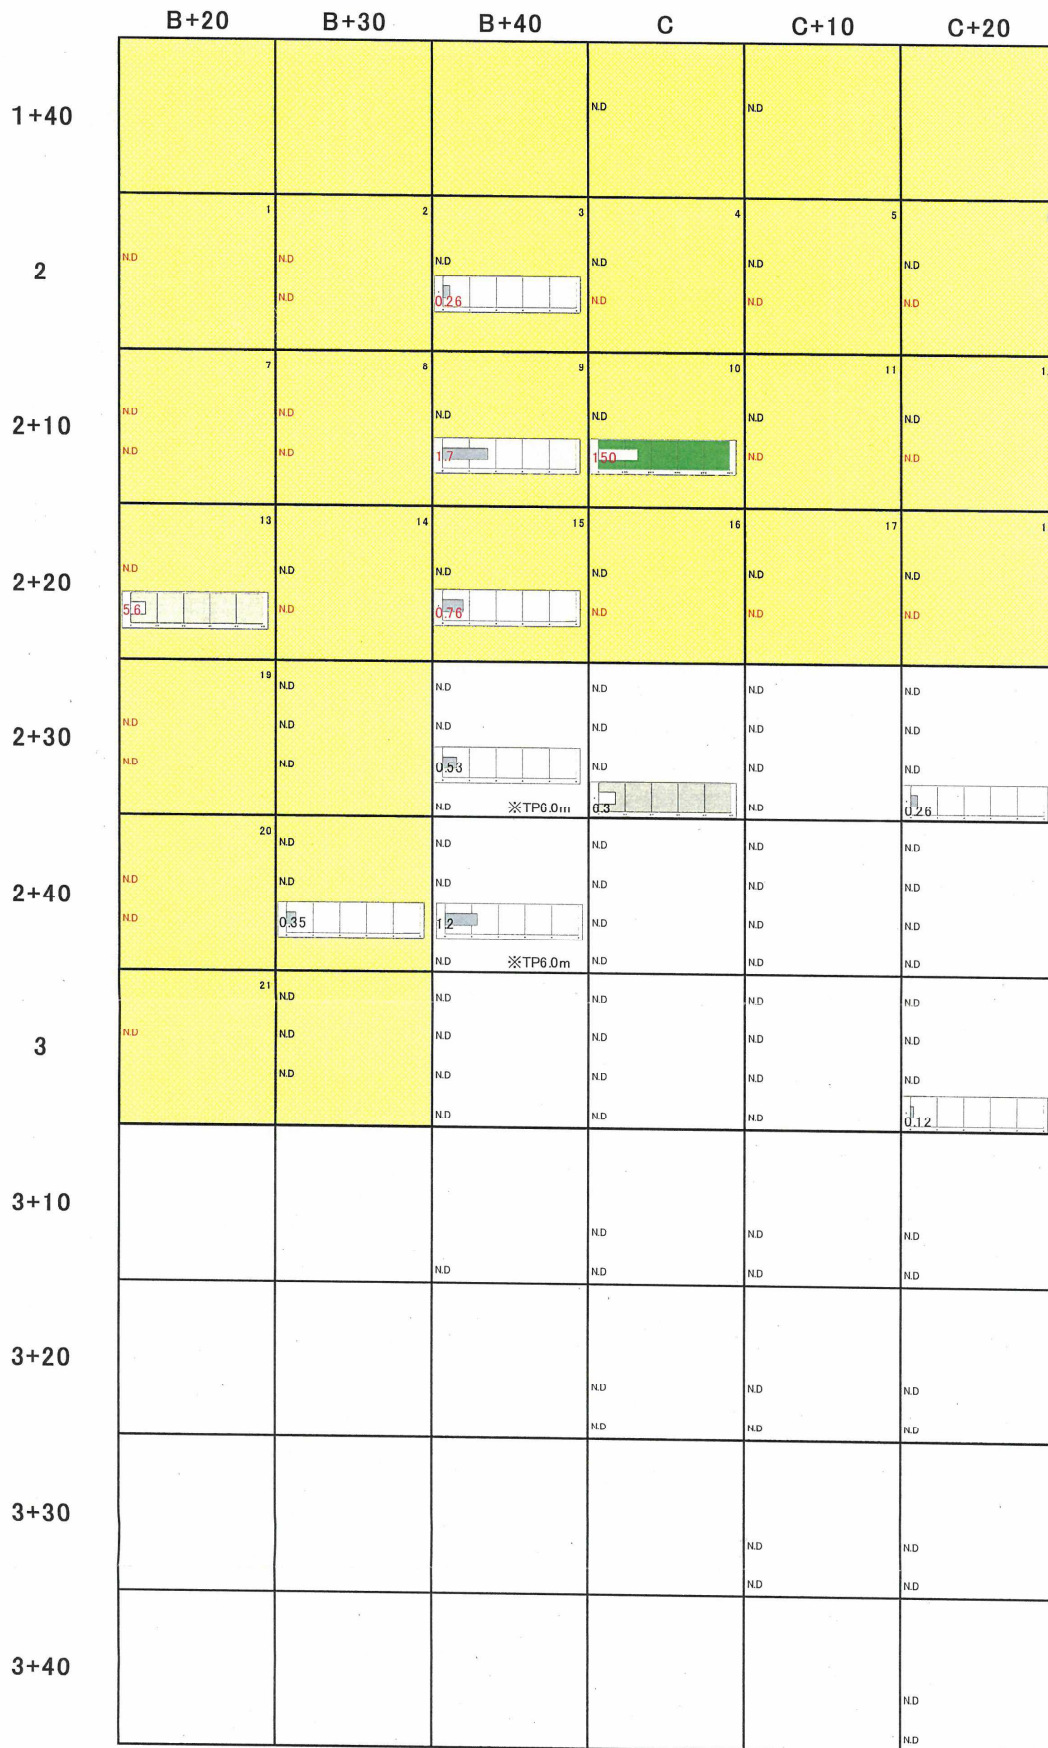 B+20 B+30 B+40 C C+10 C+20
1+40 N.D N.D
1 2 3 4 5
2 N.D N.D N.D N.D N.D N.D
N.D 0.26 N.D N.D N.D
7 8 9 10 11
2+10 N.D N.D N.D N.D N.D N.D
N.D N.D 1.7 150 N.D N.D
13 14 15 16 17
2+20 N.D N.D N.D N.D N.D N.D
5.6 N.D 0.76 N.D N.D N.D
19 N.D N.D N.D N.D N.D
2+30 N.D N.D N.D N.D N.D N.D
N.D N.D 0.53 N.D N.D N.D
N.D ※TP6.0m 0.3 N.D 0.26
20 N.D N.D N.D N.D N.D
2+40 N.D N.D N.D N.D N.D N.D
N.D 0.35 1.2 N.D N.D N.D
N.D ※TP6.0m N.D N.D N.D
21 N.D N.D N.D N.D N.D
3 N.D N.D N.D N.D N.D N.D
N.D N.D N.D N.D N.D
N.D N.D N.D 0.12
3+10 N.D N.D N.D
N.D N.D N.D N.D
3+20 N.D N.D N.D
N.D N.D N.D
3+30 N.D N.D
N.D N.D
3+40 N.D
N.D